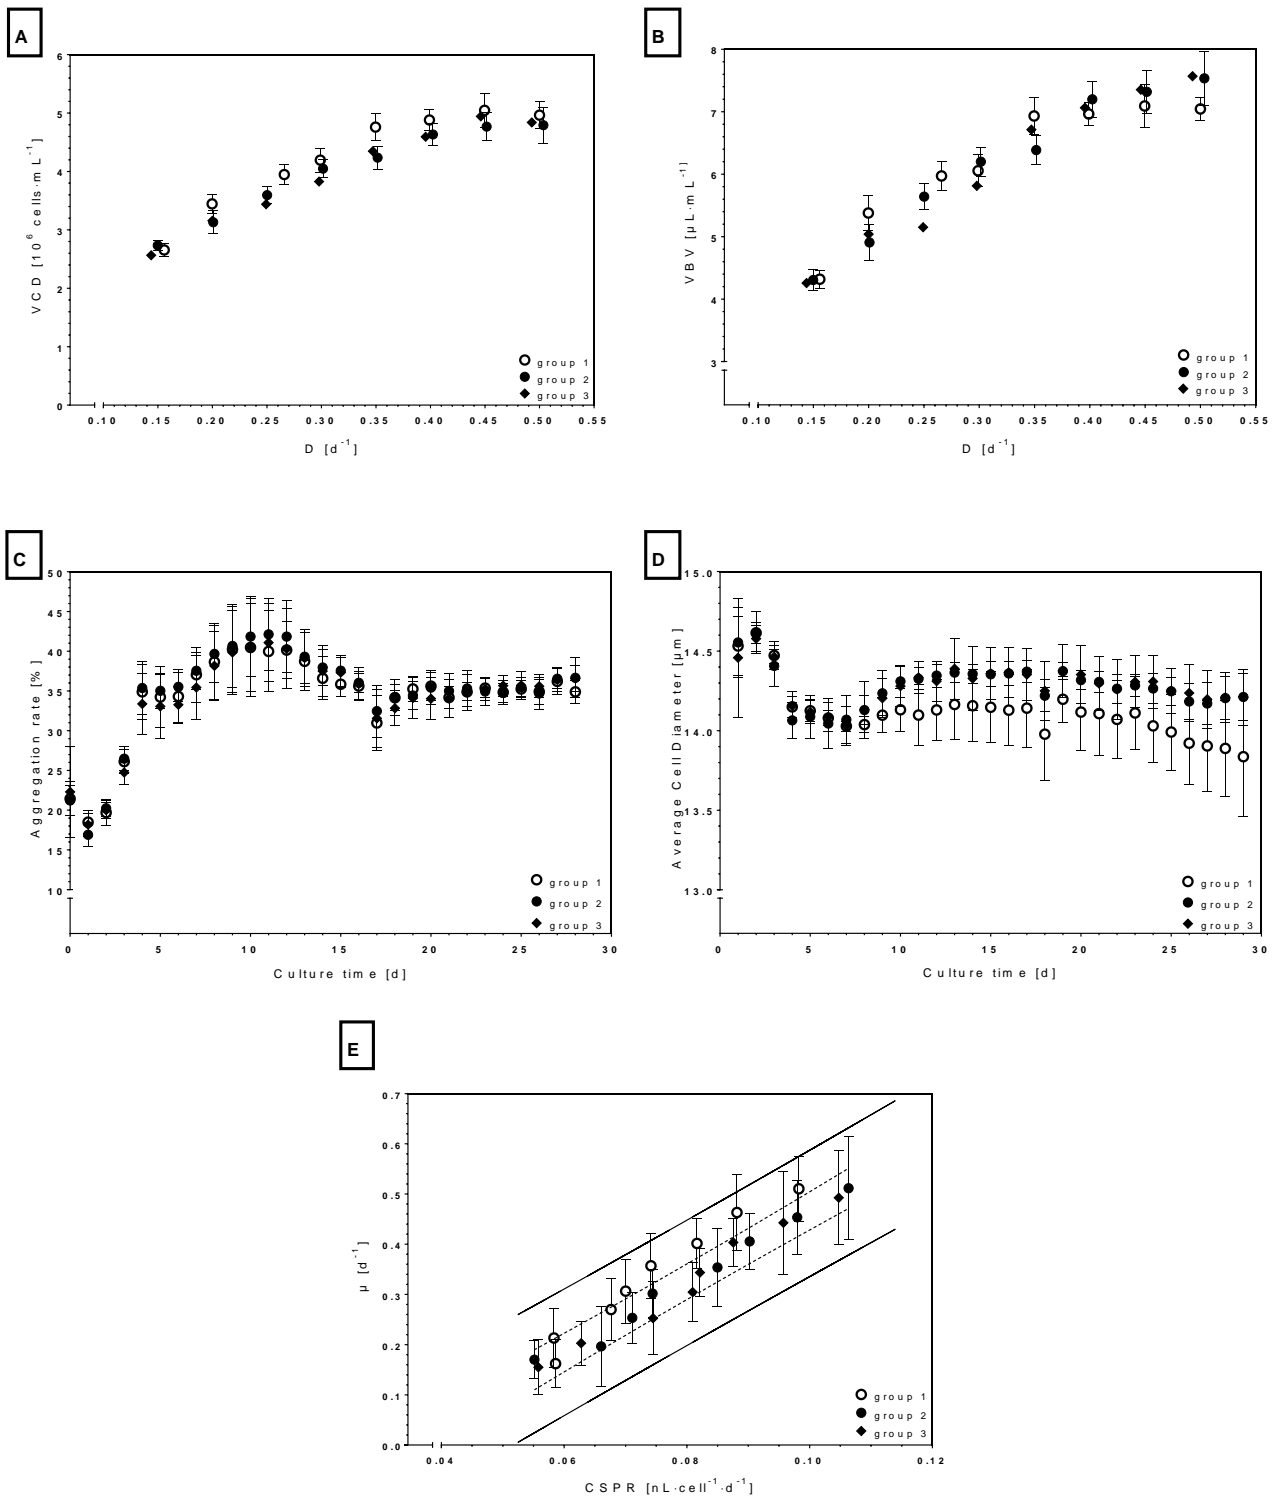 A
VCD [10^6 cells·mL^-1]
6
5
4
3
2
1
0
0.10 0.15 0.20 0.25 0.30 0.35 0.40 0.45 0.50 0.55
D [d^-1]
group 1
group 2
group 3
B
VBV [µL·mL^-1]
8
7
6
5
4
3
0.10 0.15 0.20 0.25 0.30 0.35 0.40 0.45 0.50 0.55
D [d^-1]
group 1
group 2
group 3
C
Aggregation rate [%]
50
45
40
35
30
25
20
15
10
0 5 10 15 20 25 30
Culture time [d]
group 1
group 2
group 3
D
Average Cell Diameter [µm]
15.0
14.5
14.0
13.5
13.0
0 5 10 15 20 25 30
Culture time [d]
group 1
group 2
group 3
E
µ [d^-1]
0.7
0.6
0.5
0.4
0.3
0.2
0.1
0.0
0.04 0.06 0.08 0.10 0.12
CSPR [nL·cell^-1·d^-1]
group 1
group 2
group 3